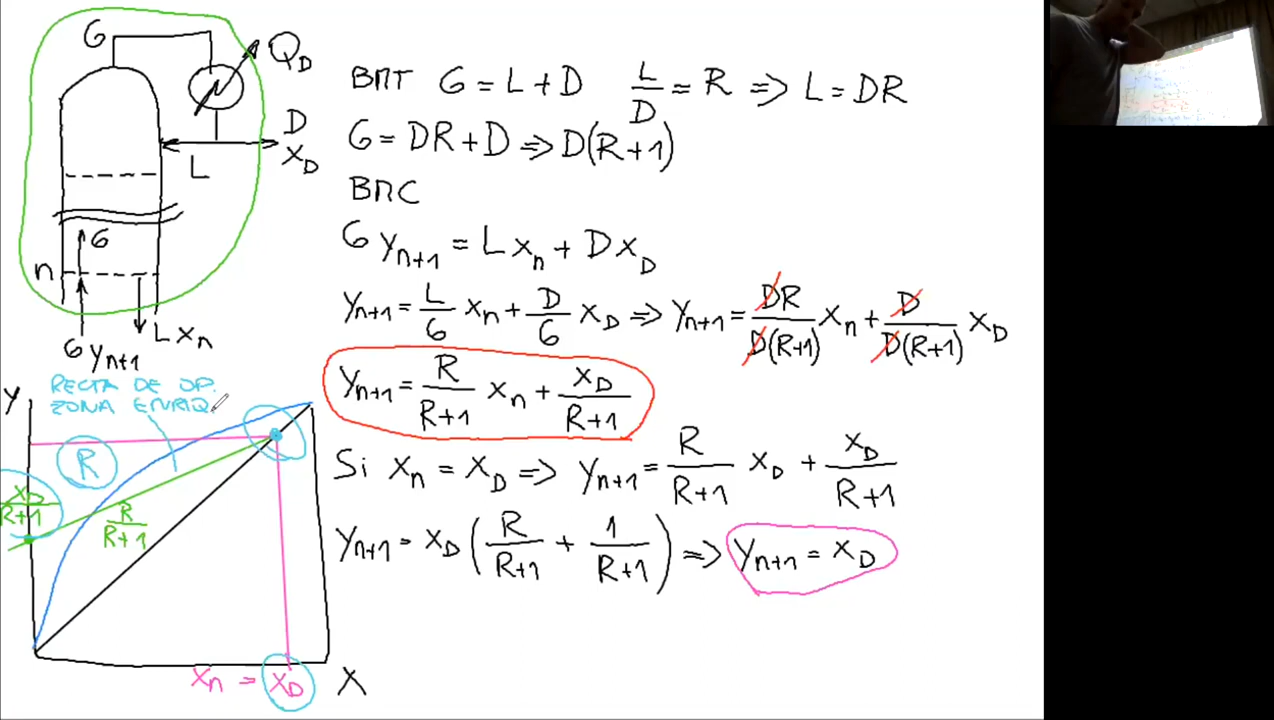 G
Q_D
D
X_D
L
G
n
G y_{n+1}
L x_n
BMT G = L + D L/D = R => L = DR
G = DR + D => D(R+1)
BMC
G y_{n+1} = L x_n + D x_D
y_{n+1} = L/G x_n + D/G x_D => y_{n+1} = DR/D(R+1) x_n + D/D(R+1) x_D
y_{n+1} = R/R+1 x_n + x_D/R+1
Si x_n = x_D => y_{n+1} = R/R+1 x_D + x_D/R+1
y_{n+1} = x_D (R/R+1 + 1/R+1) => y_{n+1} = x_D
RECTA DE OP.
ZONA ENRIQ
Y
R
x_D/R+1
R/R+1
x_n = x_D
X